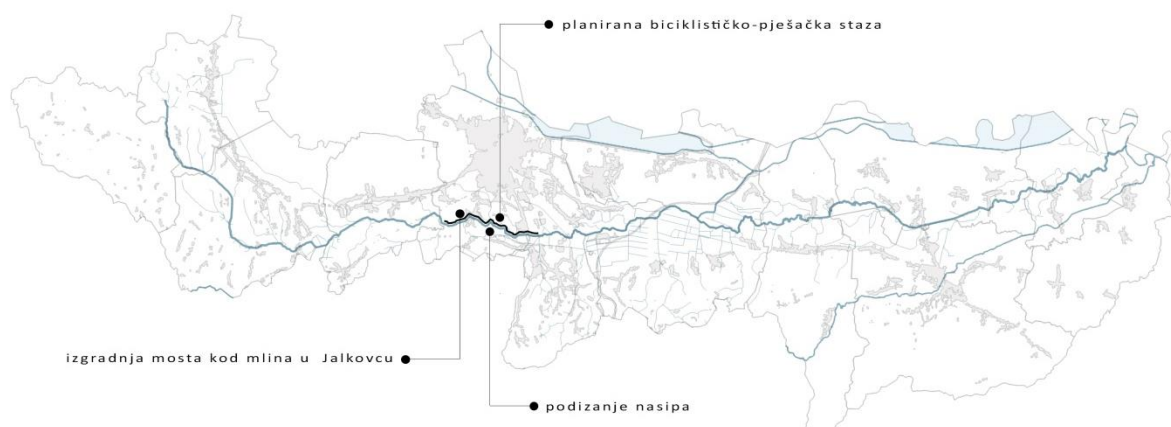 planirana biciklističko-pješačka staza
izgradnja mosta kod mlina u Jalkovcu
podizanje nasipa